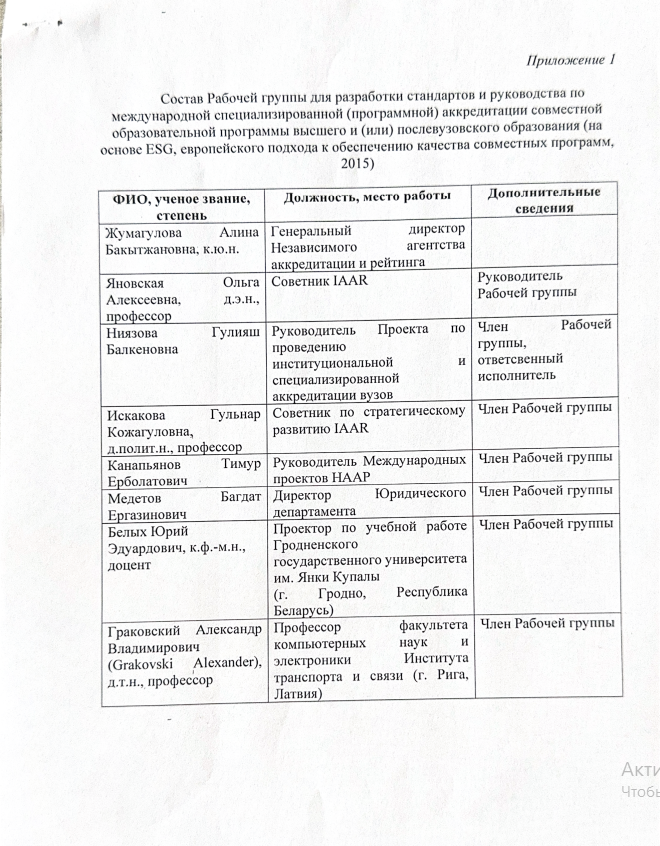 Приложение 1
Состав Рабочей группы для разработки стандартов и руководства по
международной специализированной (программной) аккредитации совместной
образовательной программы высшего и (или) послевузовского образования (на
основе ESG, европейского подхода к обеспечению качества совместных программ,
2015)
ФИО, ученое звание,
степень
Должность, место работы
Дополнительные
сведения
Жумагулова Алина
Бакытжановна, к.ю.н.
Генеральный директор
Независимого агентства
аккредитации и рейтинга
Яновская Ольга
Алексеевна, д.э.н.,
профессор
Советник IAAR
Руководитель
Рабочей группы
Ниязова Гулияш
Балкеновна
Руководитель Проекта по
проведению
институциональной и
специализированной
аккредитации вузов
Член Рабочей
группы,
ответсвенный
исполнитель
Искакова Гульнар
Кожагуловна,
д.полит.н., профессор
Советник по стратегическому
развитию IAAR
Член Рабочей группы
Канапьянов Тимур
Ерболатович
Руководитель Международных
проектов НААР
Член Рабочей группы
Медетов Багдат
Ергазинович
Директор Юридического
департамента
Член Рабочей группы
Белых Юрий
Эдуардович, к.ф.-м.н.,
доцент
Проректор по учебной работе
Гродненского
государственного университета
им. Янки Купалы
(г. Гродно, Республика
Беларусь)
Член Рабочей группы
Граковский Александр
Владимирович
(Grakovski Alexander),
д.т.н., профессор
Профессор факультета
компьютерных наук и
электроники Института
транспорта и связи (г. Рига,
Латвия)
Член Рабочей группы
Акти
Чтобы